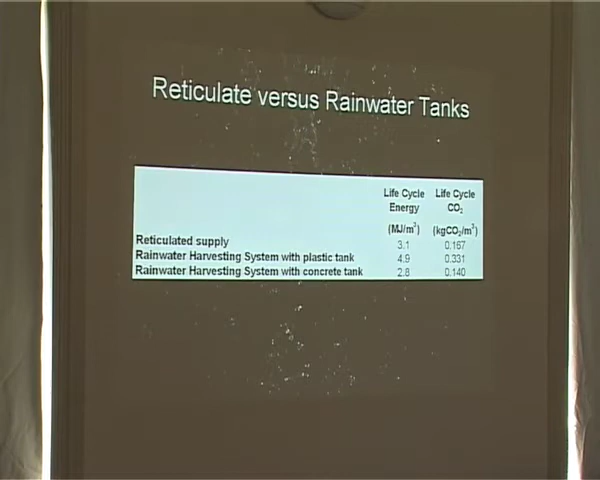 Reticulate versus Rainwater Tanks
Life Cycle Life Cycle
Energy CO₂
(MJ/m³) (kgCO₂/m³)
Reticulated supply 3.1 0.167
Rainwater Harvesting System with plastic tank 4.9 0.331
Rainwater Harvesting System with concrete tank 2.8 0.140